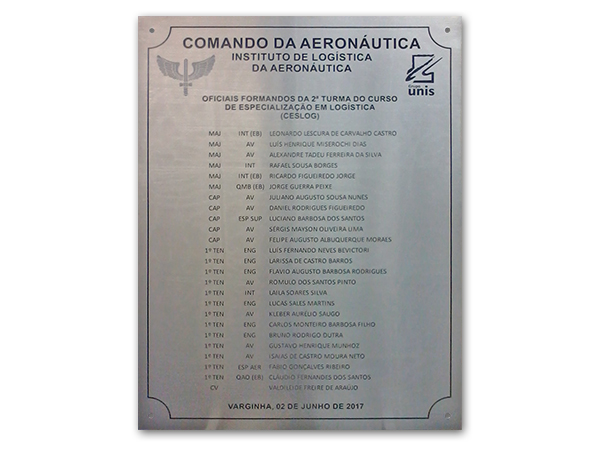 COMANDO DA AERONÁUTICA
INSTITUTO DE LOGÍSTICA
DA AERONÁUTICA
Grupo
unis
OFICIAIS FORMANDOS DA 2ª TURMA DO CURSO
DE ESPECIALIZAÇÃO EM LOGÍSTICA
(CESLOG)
MAJ INT (EB) LEONARDO LESCURA DE CARVALHO CASTRO
MAJ AV LUÍS HENRIQUE MISEROCHI DIAS
MAJ AV ALEXANDRE TADEU FERREIRA DA SILVA
MAJ INT RAFAEL SOUSA BORGES
MAJ INT (EB) RICARDO FIGUEIREDO JORGE
MAJ QMB (EB) JORGE GUERRA PEIXE
CAP AV JULIANO AUGUSTO SOUSA NUNES
CAP AV DANIEL RODRIGUES FIGUEIREDO
CAP ESP SUP LUCIANO BARBOSA DOS SANTOS
CAP AV SÉRGIS MAYSON OLIVEIRA LIMA
CAP AV FELIPE AUGUSTO ALBUQUERQUE MORAES
1º TEN ENG LUÍS FERNANDO NEVES BEVICTORI
1º TEN ENG LARISSA DE CASTRO BARROS
1º TEN ENG FLAVIO AUGUSTO BARBOSA RODRIGUES
1º TEN AV ROMULO DOS SANTOS PINTO
1º TEN INT LAILA SOARES SILVA
1º TEN ENG LUCAS SALES MARTINS
1º TEN AV KLEBER AURÉLIO SAUGO
1º TEN ENG CARLOS MONTEIRO BARBOSA FILHO
1º TEN ENG BRUNO RODRIGO DUTRA
1º TEN AV GUSTAVO HENRIQUE MUNHOZ
1º TEN AV ISAIAS DE CASTRO MOURA NETO
1º TEN ESP AER FÁBIO GONÇALVES RIBEIRO
1º TEN QAO (EB) CLÁUDIO FERNANDES DOS SANTOS
CV VALDILEIDE FREIRE DE ARAÚJO
VARGINHA, 02 DE JUNHO DE 2017